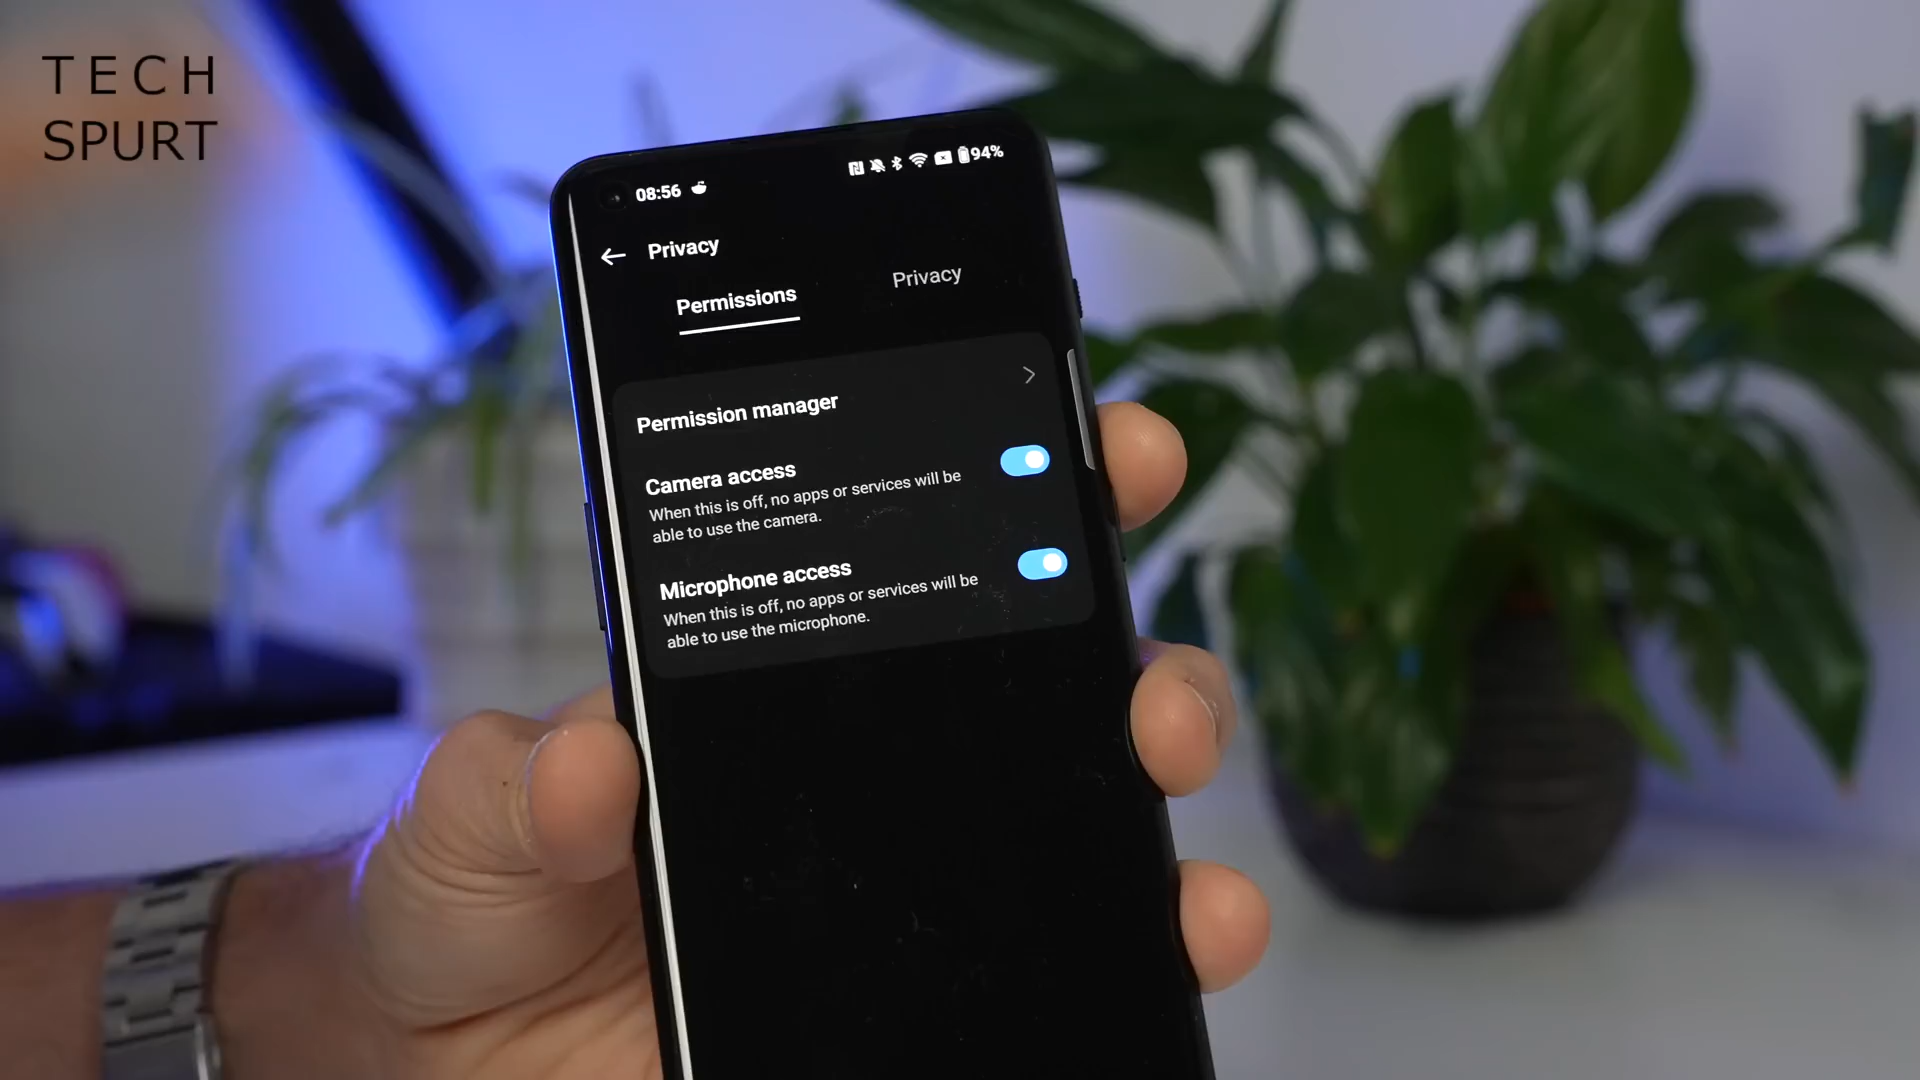 TECH
SPURT
08:56
94%
Privacy
Permissions
Privacy
Permission manager
Camera access
When this is off, no apps or services will be
able to use the camera.
Microphone access
When this is off, no apps or services will be
able to use the microphone.